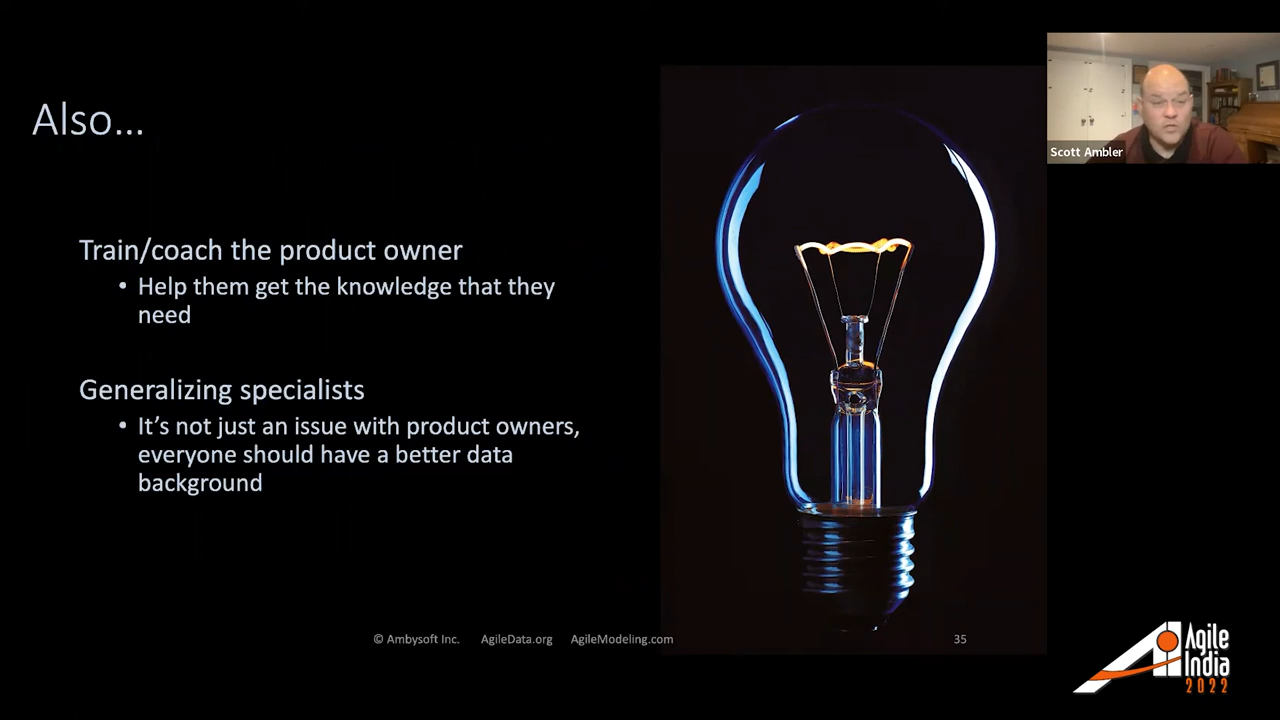 Also…
Train/coach the product owner
• Help them get the knowledge that they
need
Generalizing specialists
• It’s not just an issue with product owners,
everyone should have a better data
background
© Ambysoft Inc. AgileData.org AgileModeling.com
35
Scott Ambler
Agile
India
2022